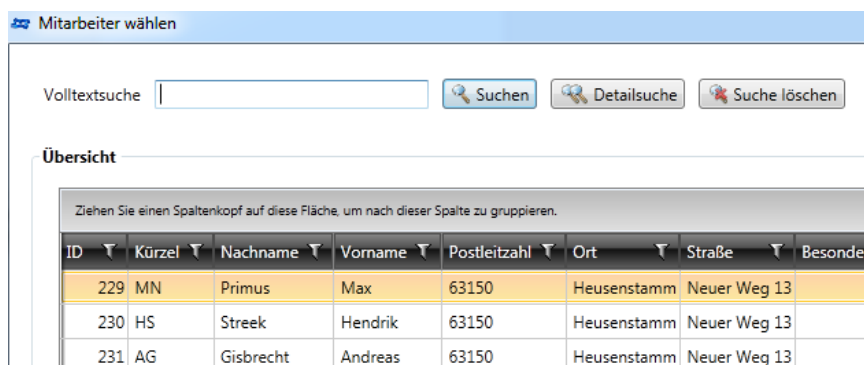 Mitarbeiter wählen
Volltextsuche Suchen Detailsuche Suche löschen
Übersicht
Ziehen Sie einen Spaltenkopf auf diese Fläche, um nach dieser Spalte zu gruppieren.
ID Kürzel Nachname Vorname Postleitzahl Ort Straße Besonde
229 MN Primus Max 63150 Heusenstamm Neuer Weg 13
230 HS Streek Hendrik 63150 Heusenstamm Neuer Weg 13
231 AG Gisbrecht Andreas 63150 Heusenstamm Neuer Weg 13